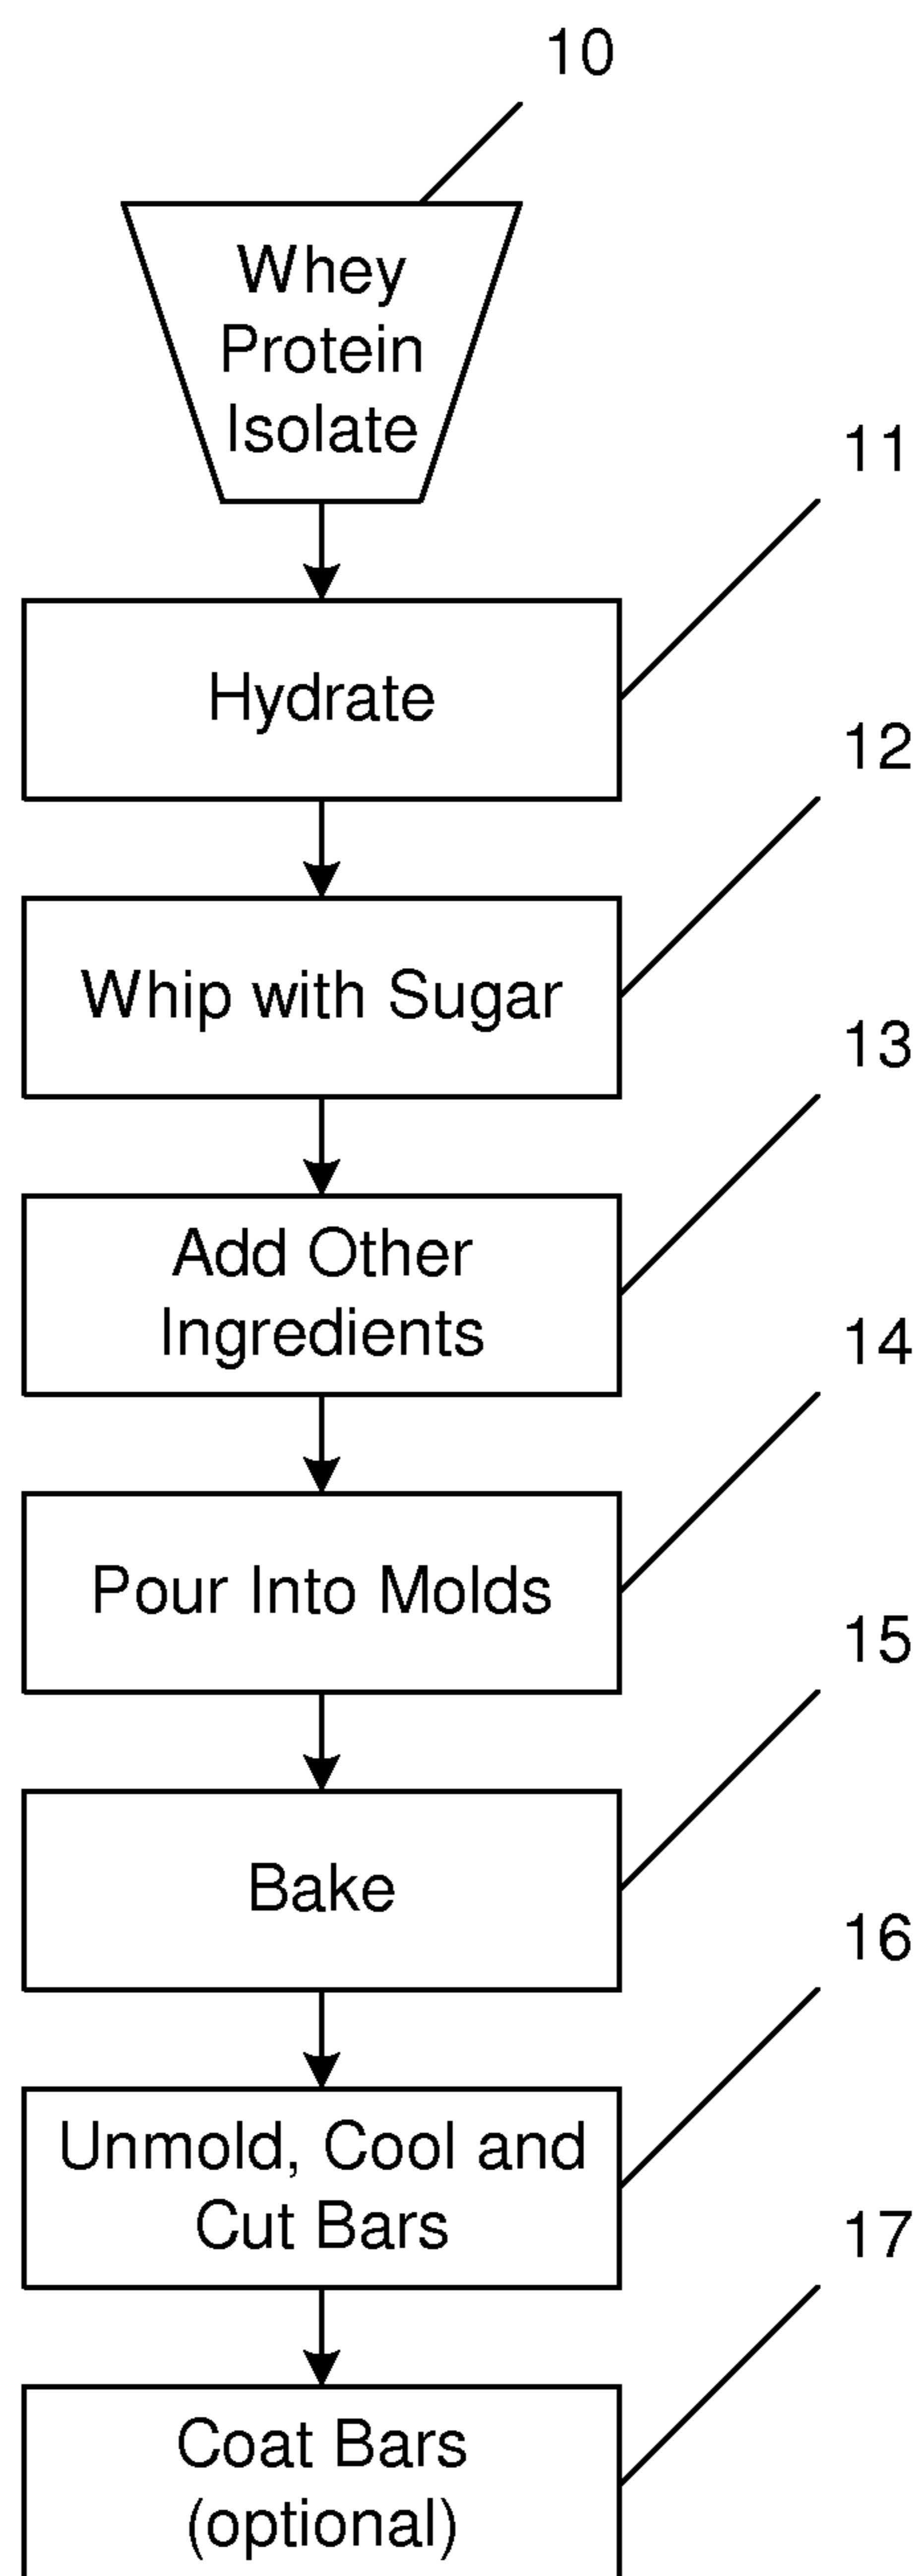 10
Whey
Protein
Isolate
11
Hydrate
12
Whip with Sugar
13
Add Other
Ingredients
14
Pour Into Molds
15
Bake
16
Unmold, Cool and
Cut Bars
17
Coat Bars
(optional)